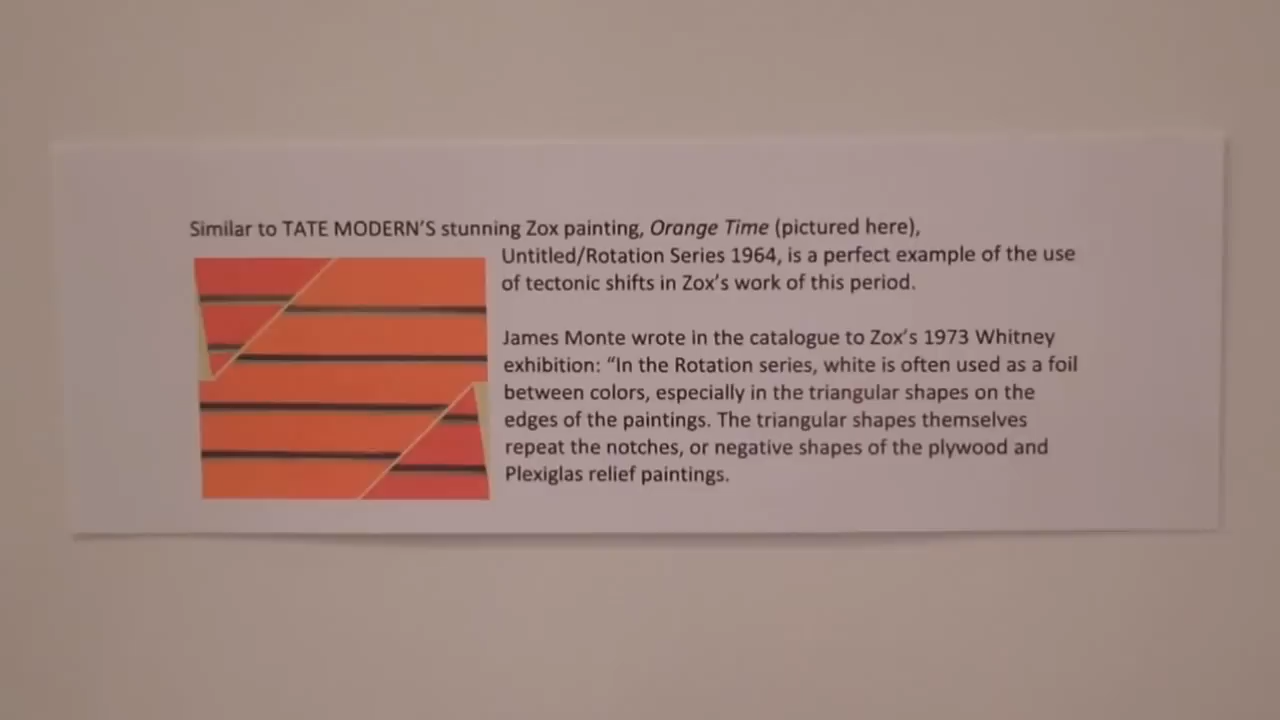 Similar to TATE MODERN’S stunning Zox painting, Orange Time (pictured here),
Untitled/Rotation Series 1964, is a perfect example of the use
of tectonic shifts in Zox’s work of this period.
James Monte wrote in the catalogue to Zox’s 1973 Whitney
exhibition: “In the Rotation series, white is often used as a foil
between colors, especially in the triangular shapes on the
edges of the paintings. The triangular shapes themselves
repeat the notches, or negative shapes of the plywood and
Plexiglas relief paintings.